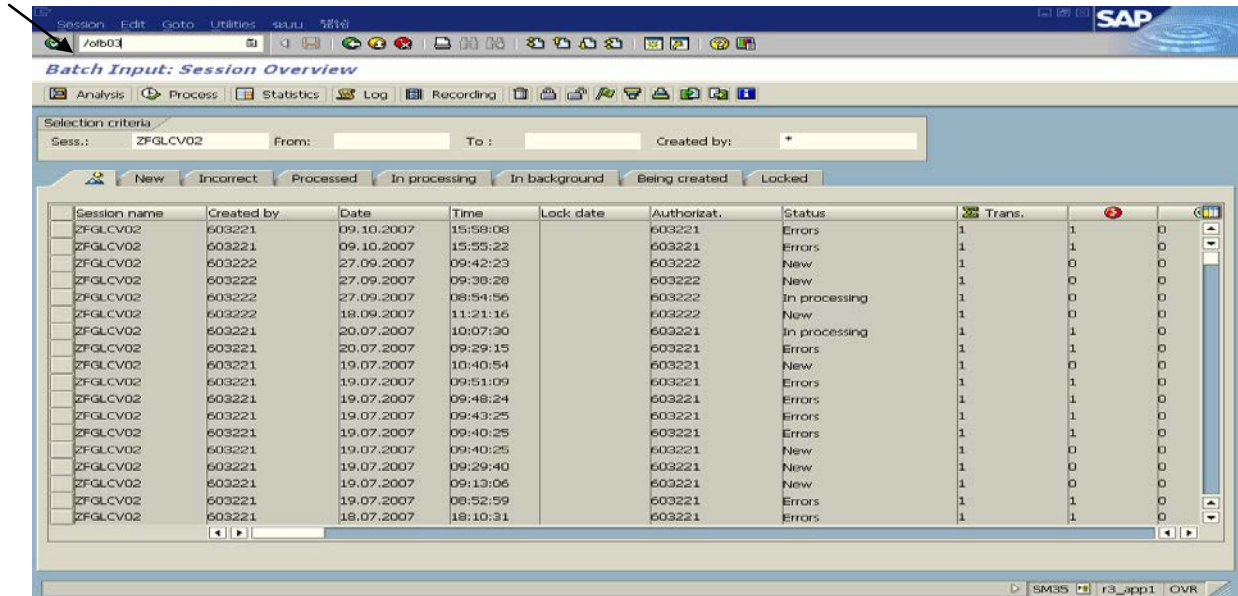 Session Edit Goto Utilities ระบบ วิธีใช้ SAP
/ofb03
Batch Input: Session Overview
Analysis Process Statistics Log Recording
Selection criteria
Sess.: ZFGLCV02 From: To : Created by: *
New Incorrect Processed In processing In background Being created Locked
Session name Created by Date Time Lock date Authorizat. Status Trans.
ZFGLCV02 603221 09.10.2007 15:58:08 603221 Errors 1 1 0
ZFGLCV02 603221 09.10.2007 15:55:22 603221 Errors 1 1 0
ZFGLCV02 603222 27.09.2007 09:42:23 603222 New 1 0 0
ZFGLCV02 603222 27.09.2007 09:38:28 603222 New 1 0 0
ZFGLCV02 603222 27.09.2007 08:54:56 603222 In processing 1 0 0
ZFGLCV02 603222 18.09.2007 11:21:16 603222 New 1 0 0
ZFGLCV02 603221 20.07.2007 10:07:30 603221 In processing 1 1 0
ZFGLCV02 603221 20.07.2007 09:29:15 603221 Errors 1 1 0
ZFGLCV02 603221 19.07.2007 10:40:54 603221 New 1 0 0
ZFGLCV02 603221 19.07.2007 09:51:09 603221 Errors 1 1 0
ZFGLCV02 603221 19.07.2007 09:48:24 603221 Errors 1 1 0
ZFGLCV02 603221 19.07.2007 09:43:25 603221 Errors 1 1 0
ZFGLCV02 603221 19.07.2007 09:40:25 603221 Errors 1 1 0
ZFGLCV02 603221 19.07.2007 09:40:25 603221 New 1 0 0
ZFGLCV02 603221 19.07.2007 09:29:40 603221 New 1 0 0
ZFGLCV02 603221 19.07.2007 09:13:06 603221 New 1 0 0
ZFGLCV02 603221 19.07.2007 08:52:59 603221 Errors 1 1 0
ZFGLCV02 603221 18.07.2007 18:10:31 603221 Errors 1 1 0
SM35 r3_app1 OVR